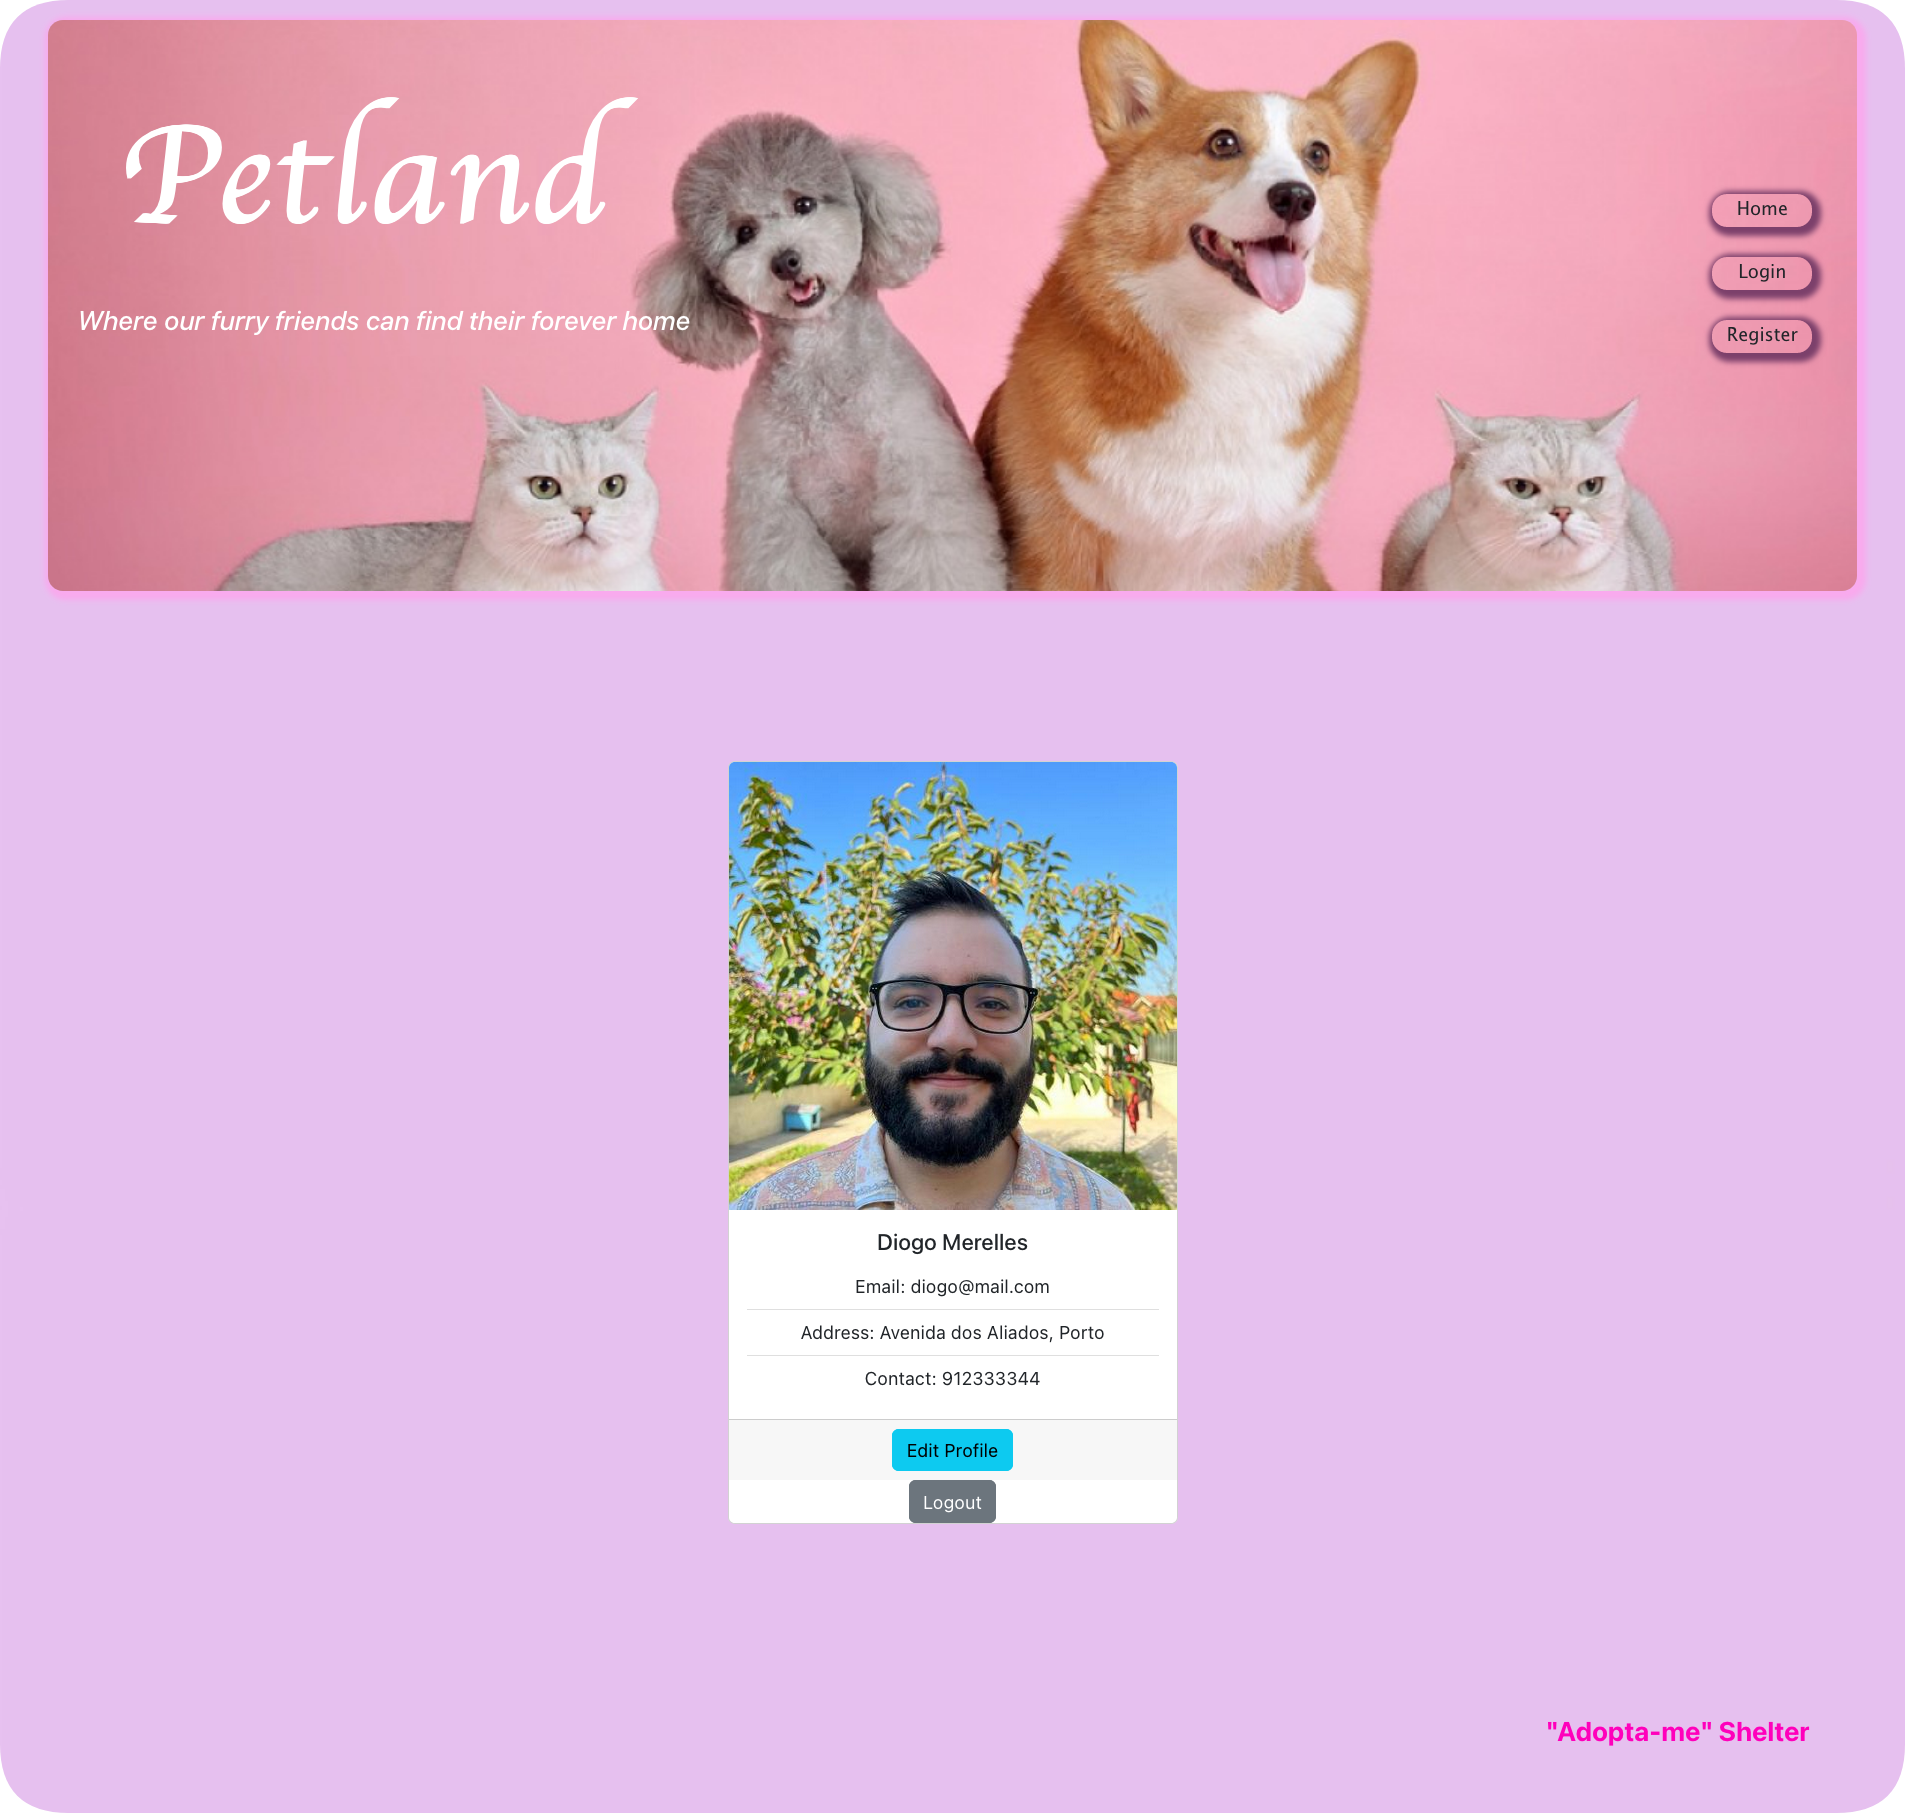 Petland
Where our furry friends can find their forever home
Home
Login
Register
Diogo Merelles
Email: diogo@mail.com
Address: Avenida dos Aliados, Porto
Contact: 912333344
Edit Profile
Logout
"Adopta-me" Shelter